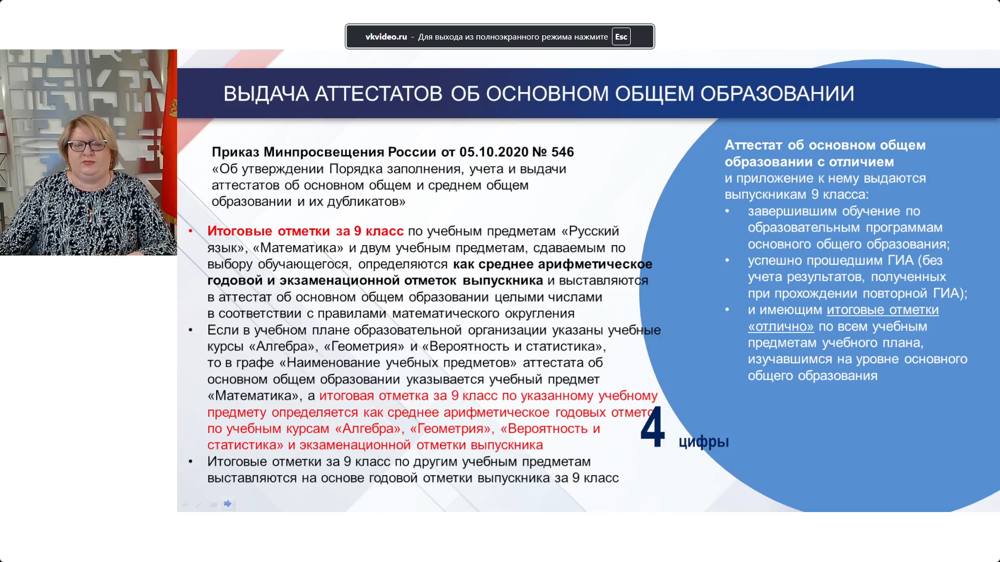 vkvideo.ru - Для выхода из полноэкранного режима нажмите Esc
ВЫДАЧА АТТЕСТАТОВ ОБ ОСНОВНОМ ОБЩЕМ ОБРАЗОВАНИИ
Приказ Минпросвещения России от 05.10.2020 № 546
«Об утверждении Порядка заполнения, учета и выдачи
аттестатов об основном общем и среднем общем
образовании и их дубликатов»
• Итоговые отметки за 9 класс по учебным предметам «Русский
язык», «Математика» и двум учебным предметам, сдаваемым по
выбору обучающегося, определяются как среднее арифметическое
годовой и экзаменационной отметок выпускника и выставляются
в аттестат об основном общем образовании целыми числами
в соответствии с правилами математического округления
• Если в учебном плане образовательной организации указаны учебные
курсы «Алгебра», «Геометрия» и «Вероятность и статистика»,
то в графе «Наименование учебных предметов» аттестата об
основном общем образовании указывается учебный предмет
«Математика», а итоговая отметка за 9 класс по указанному учебному
предмету определяется как среднее арифметическое годовых отмето
по учебным курсам «Алгебра», «Геометрия», «Вероятность и
статистика» и экзаменационной отметки выпускника
• Итоговые отметки за 9 класс по другим учебным предметам
выставляются на основе годовой отметки выпускника за 9 класс
4 цифры
Аттестат об основном общем
образовании с отличием
и приложение к нему выдаются
выпускникам 9 класса:
• завершившим обучение по
образовательным программам
основного общего образования;
• успешно прошедшим ГИА (без
учета результатов, полученных
при прохождении повторной ГИА);
• и имеющим итоговые отметки
«отлично» по всем учебным
предметам учебного плана,
изучавшимся на уровне основного
общего образования